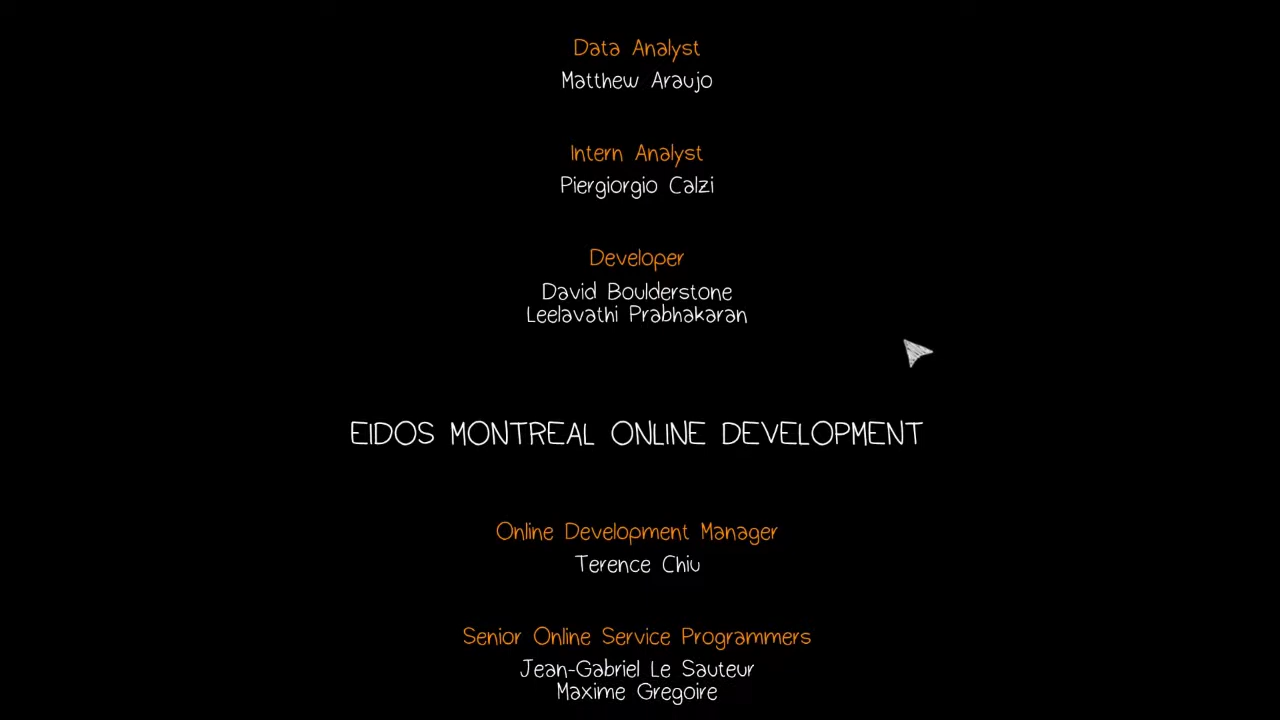 Data Analyst
Matthew Araujo
Intern Analyst
Piergiorgio Calzi
Developer
David Boulderstone
Leelavathi Prabhakaran
EIDOS MONTREAL ONLINE DEVELOPMENT
Online Development Manager
Terence Chiu
Senior Online Service Programmers
Jean-Gabriel Le Sauteur
Maxime Gregoire